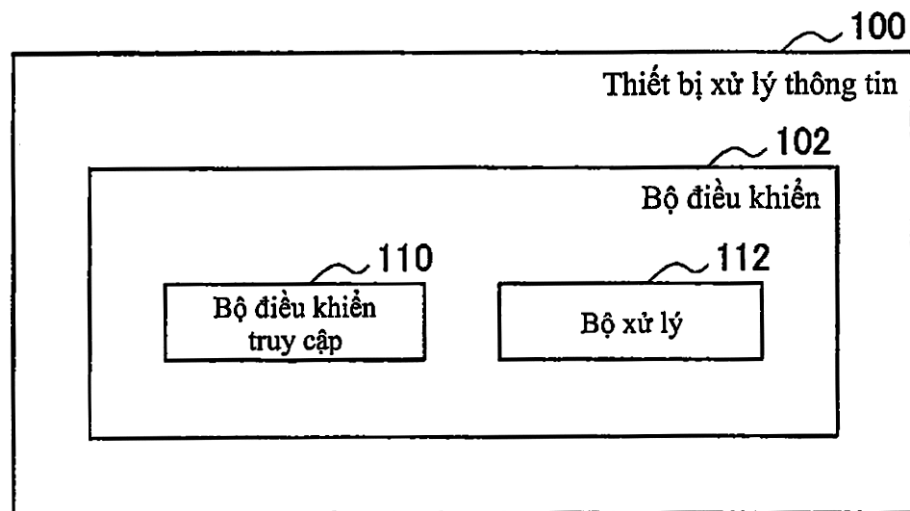 100
Thiết bị xử lý thông tin
102
Bộ điều khiển
110
112
Bộ điều khiển
truy cập
Bộ xử lý